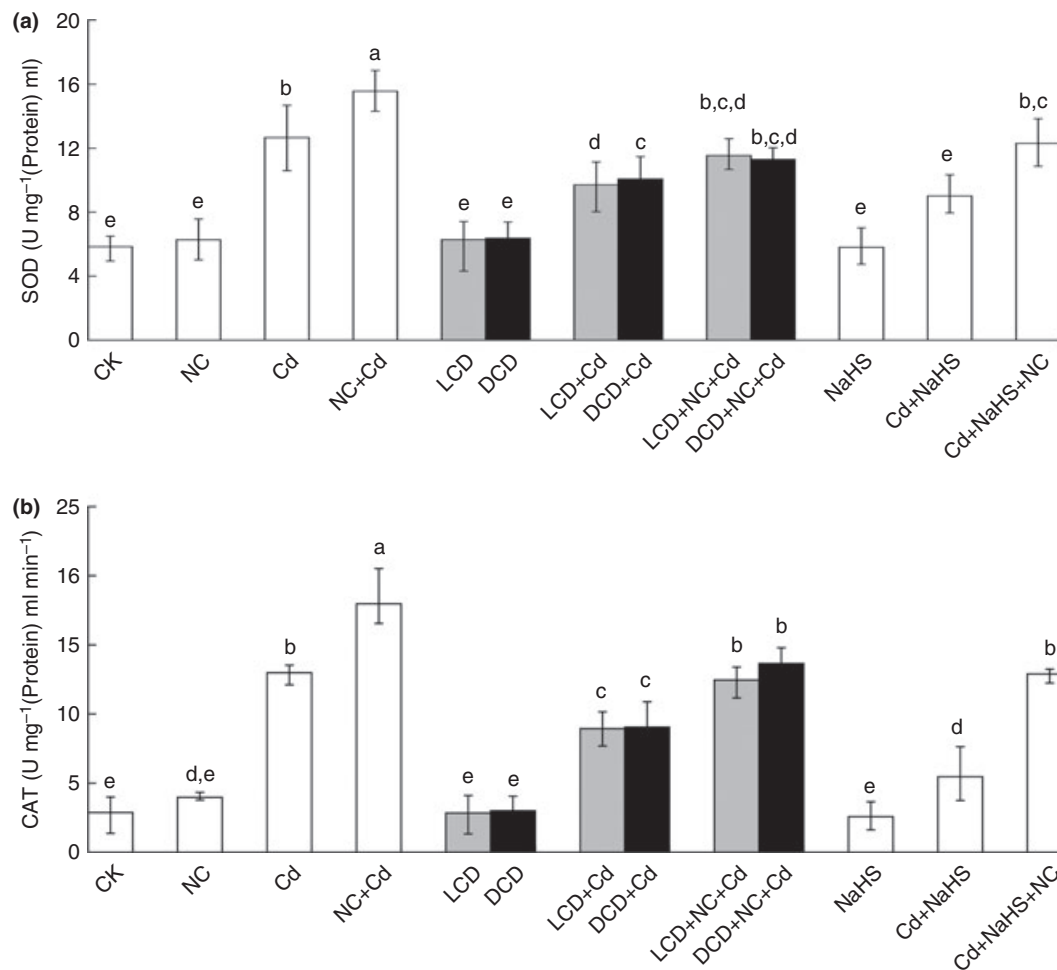 (a)
SOD (U mg⁻¹(Protein) ml)
20
16
12
8
4
0
e
e
b
a
e
e
d
c
b,c,d
b,c,d
e
e
b,c
CK
NC
Cd
NC+Cd
LCD
DCD
LCD+Cd
DCD+Cd
LCD+NC+Cd
DCD+NC+Cd
NaHS
Cd+NaHS
Cd+NaHS+NC
(b)
CAT (U mg⁻¹(Protein) ml min⁻¹)
25
16
15
10
5
0
e
d,e
b
a
e
e
c
c
b
b
e
d
b
CK
NC
Cd
NC+Cd
LCD
DCD
LCD+Cd
DCD+Cd
LCD+NC+Cd
DCD+NC+Cd
NaHS
Cd+NaHS
Cd+NaHS+NC